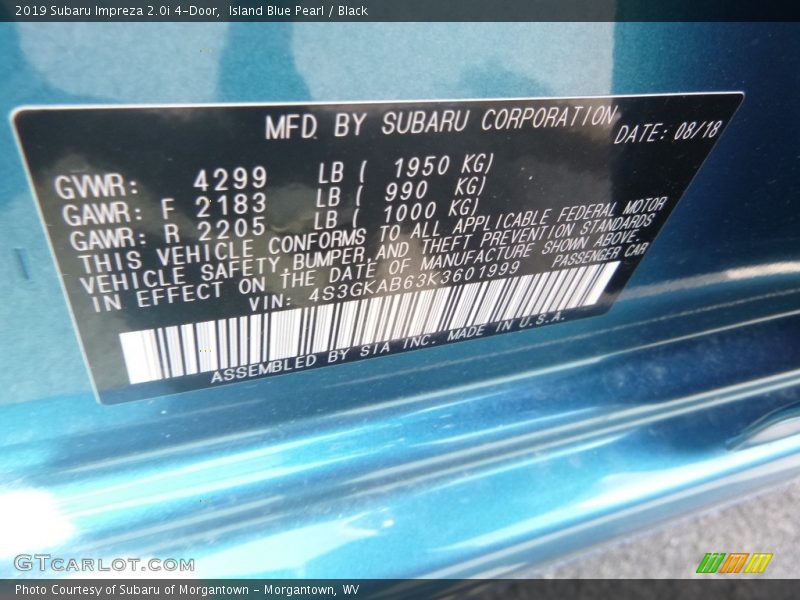 2019 Subaru Impreza 2.0i 4-Door,  Island Blue Pearl / Black
MFD BY SUBARU CORPORATION
DATE: 08/18
GVWR: 4299 LB ( 1950 KG)
GAWR: F 2183 LB ( 990 KG)
GAWR: R 2205 LB ( 1000 KG)
THIS VEHICLE CONFORMS TO ALL APPLICABLE FEDERAL MOTOR
VEHICLE SAFETY,BUMPER,AND THEFT PREVENTION STANDARDS
IN EFFECT ON THE DATE OF MANUFACTURE SHOWN ABOVE.
VIN: 4S3GKAB63K3601999 PASSENGER CAR
ASSEMBLED BY SIA INC. MADE IN U.S.A.
GTCARLOT.COM
Photo Courtesy of Subaru of Morgantown - Morgantown, WV